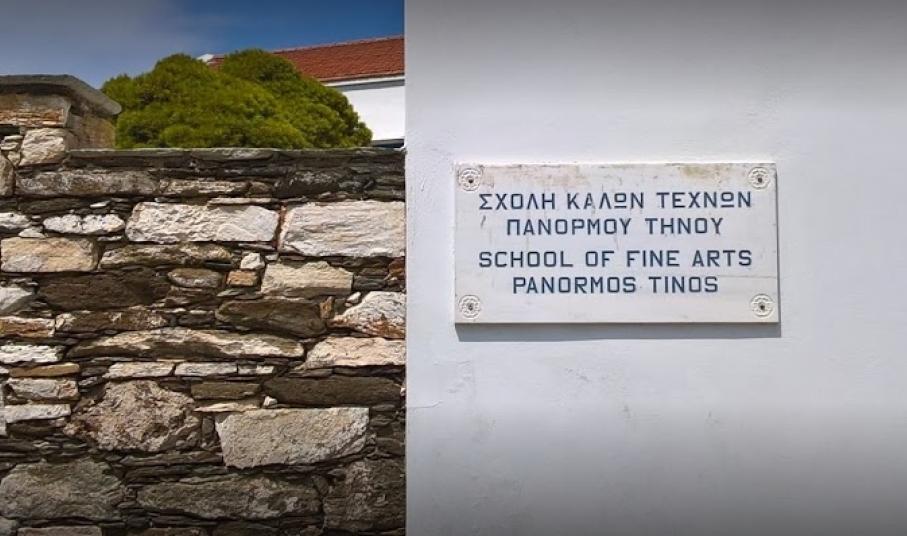 ΣΧΟΛΗ ΚΑΛΩΝ ΤΕΧΝΩΝ
ΠΑΝΟΡΜΟΥ ΤΗΝΟΥ
SCHOOL OF FINE ARTS
PANORMOS TINOS